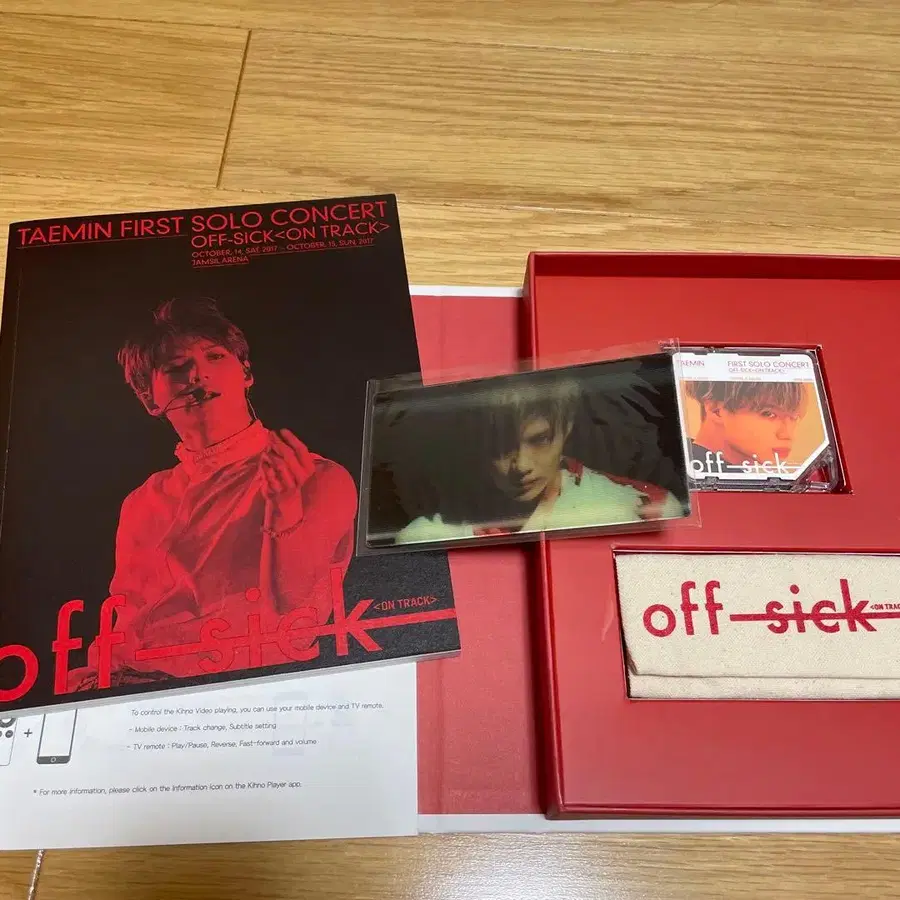 TAEMIN FIRST SOLO CONCERT
OFF-SICK<ON TRACK>
OCTOBER, 14, SAT, 2017 - OCTOBER, 15, SUN, 2017
JAMSIL ARENA
off sick <ON TRACK>
To control the Kihno Video playing, you can use your mobile device and TV remote.
- Mobile device : Track change, Subtitle setting
+
- TV remote : Play/Pause, Reverse, Fast-forward and volume
* For more information, please click on the information icon on the Kihno Player app.
TAEMIN FIRST SOLO CONCERT
OFF-SICK<ON TRACK>
off sick
off sick <ON TRACK